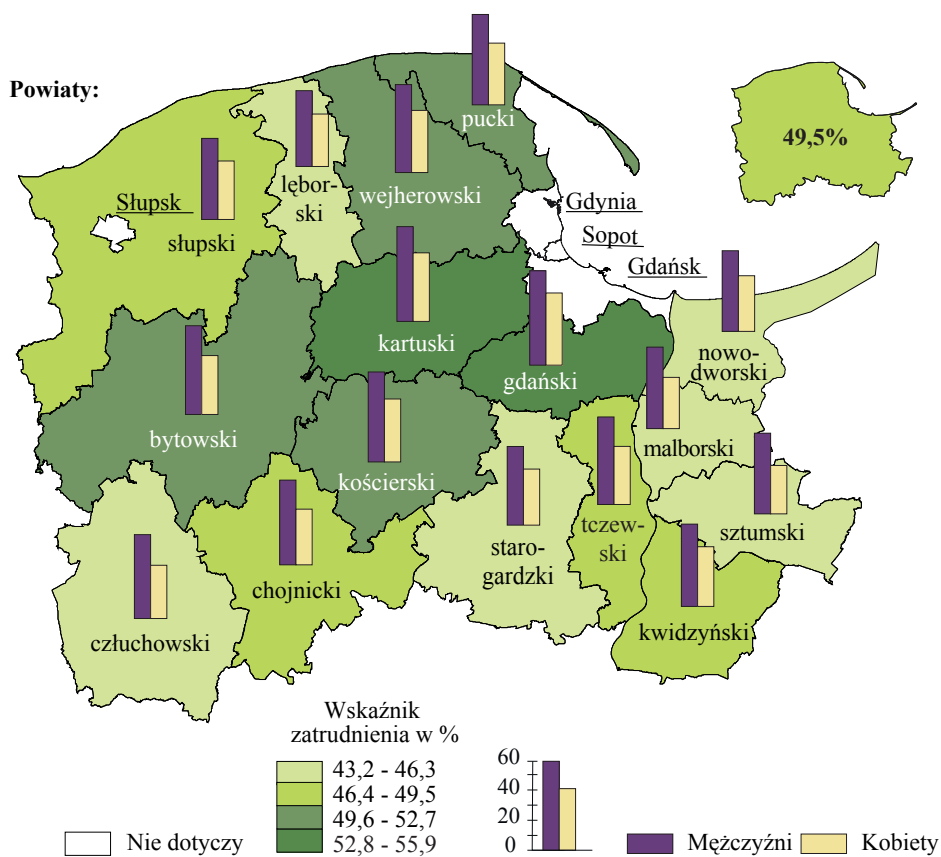 Powiaty:
pucki
49,5%
lębor-
ski
wejherowski
Słupsk
słupski
Gdynia
Sopot
Gdańsk
kartuski
gdański
nowo-
dworski
bytowski
kościerski
malborski
staro-
gardzki
tczew-
ski
sztumski
chojnicki
człuchowski
kwidzyński
Wskaźnik
zatrudnienia w %
43,2 - 46,3
46,4 - 49,5
49,6 - 52,7
52,8 - 55,9
60
40
20
0
Nie dotyczy
Mężczyźni
Kobiety